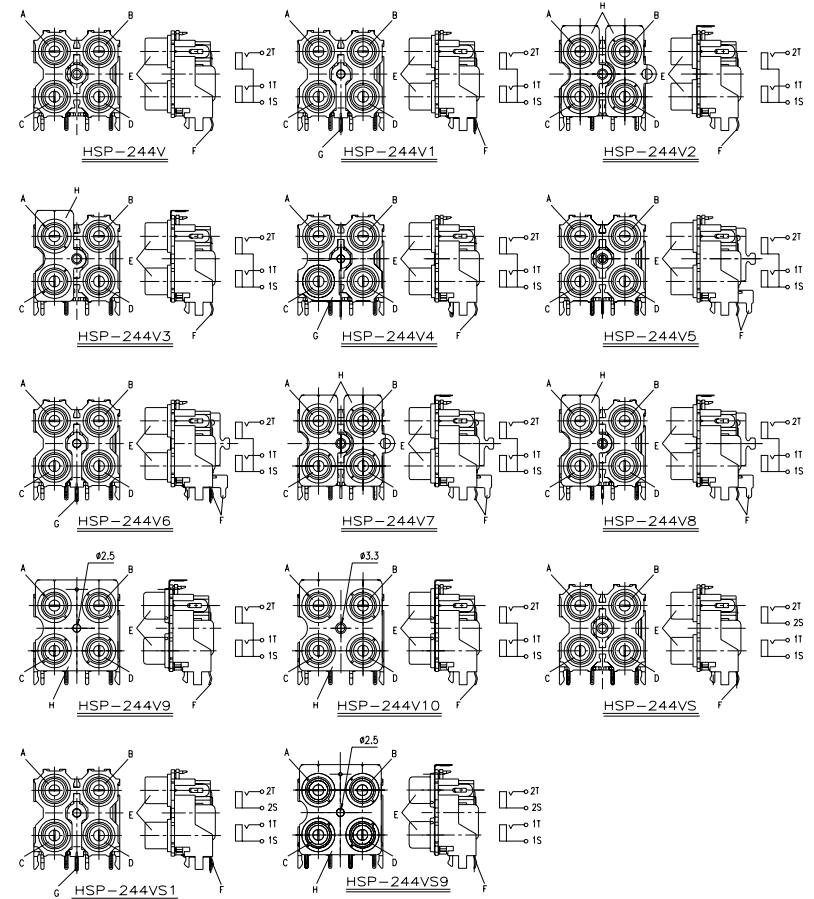 A B 2T E 1T 1S C D F
HSP-244V
A B 2T E 1T 1S C D G F
HSP-244V1
H A B 2T E 1T 1S C D F
HSP-244V2
H A B 2T E 1T 1S C D F
HSP-244V3
A B 2T E 1T 1S C D G F
HSP-244V4
A B 2T E 1T 1S C D F
HSP-244V5
A B 2T E 1T 1S C D G F
HSP-244V6
H A B 2T E 1T 1S C D F
HSP-244V7
H A B 2T E 1T 1S C D F
HSP-244V8
ø2.5
A B 2T E 1T 1S C D H F
HSP-244V9
ø3.3
A B 2T E 1T 1S C D H F
HSP-244V10
A B 2T 2S E 1T 1S C D F
HSP-244VS
A B 2T 2S E 1T 1S C D G F
HSP-244VS1
ø2.5
A B 2T 2S E 1T 1S C D H F
HSP-244VS9